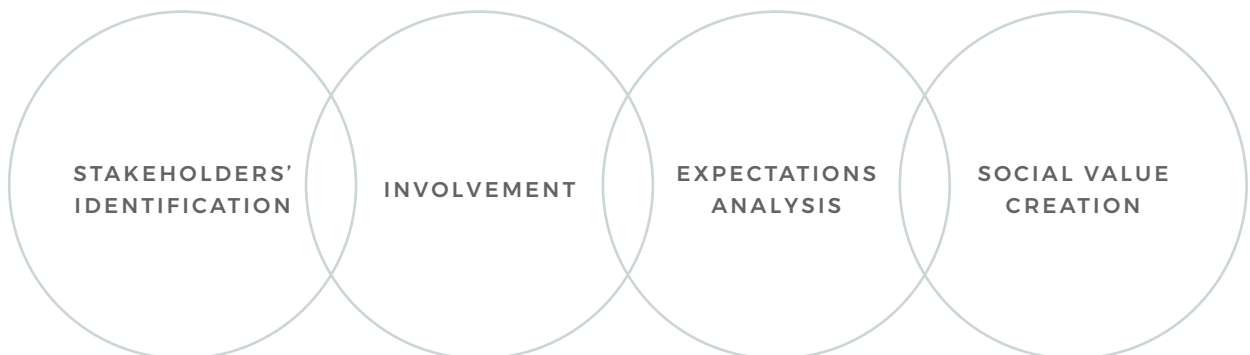 STAKEHOLDERS’
IDENTIFICATION
INVOLVEMENT
EXPECTATIONS
ANALYSIS
SOCIAL VALUE
CREATION